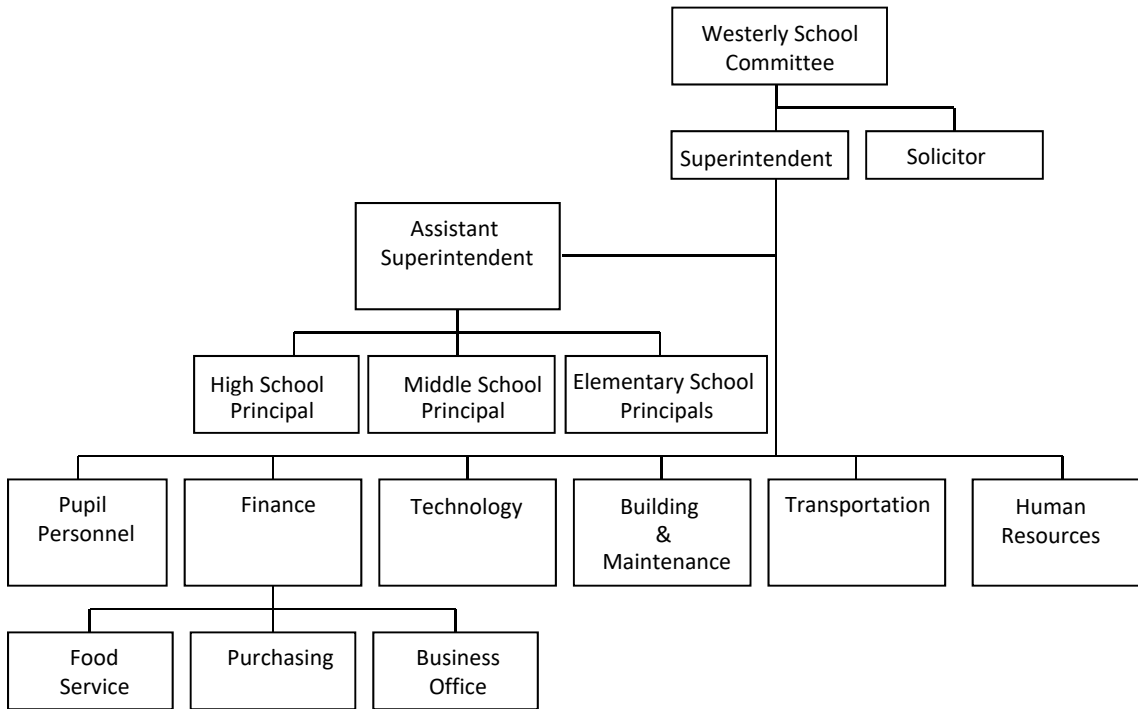 Westerly School
Committee
Superintendent
Solicitor
Assistant
Superintendent
High School
Principal
Middle School
Principal
Elementary School
Principals
Pupil
Personnel
Finance
Technology
Building
&
Maintenance
Transportation
Human
Resources
Food
Service
Purchasing
Business
Office